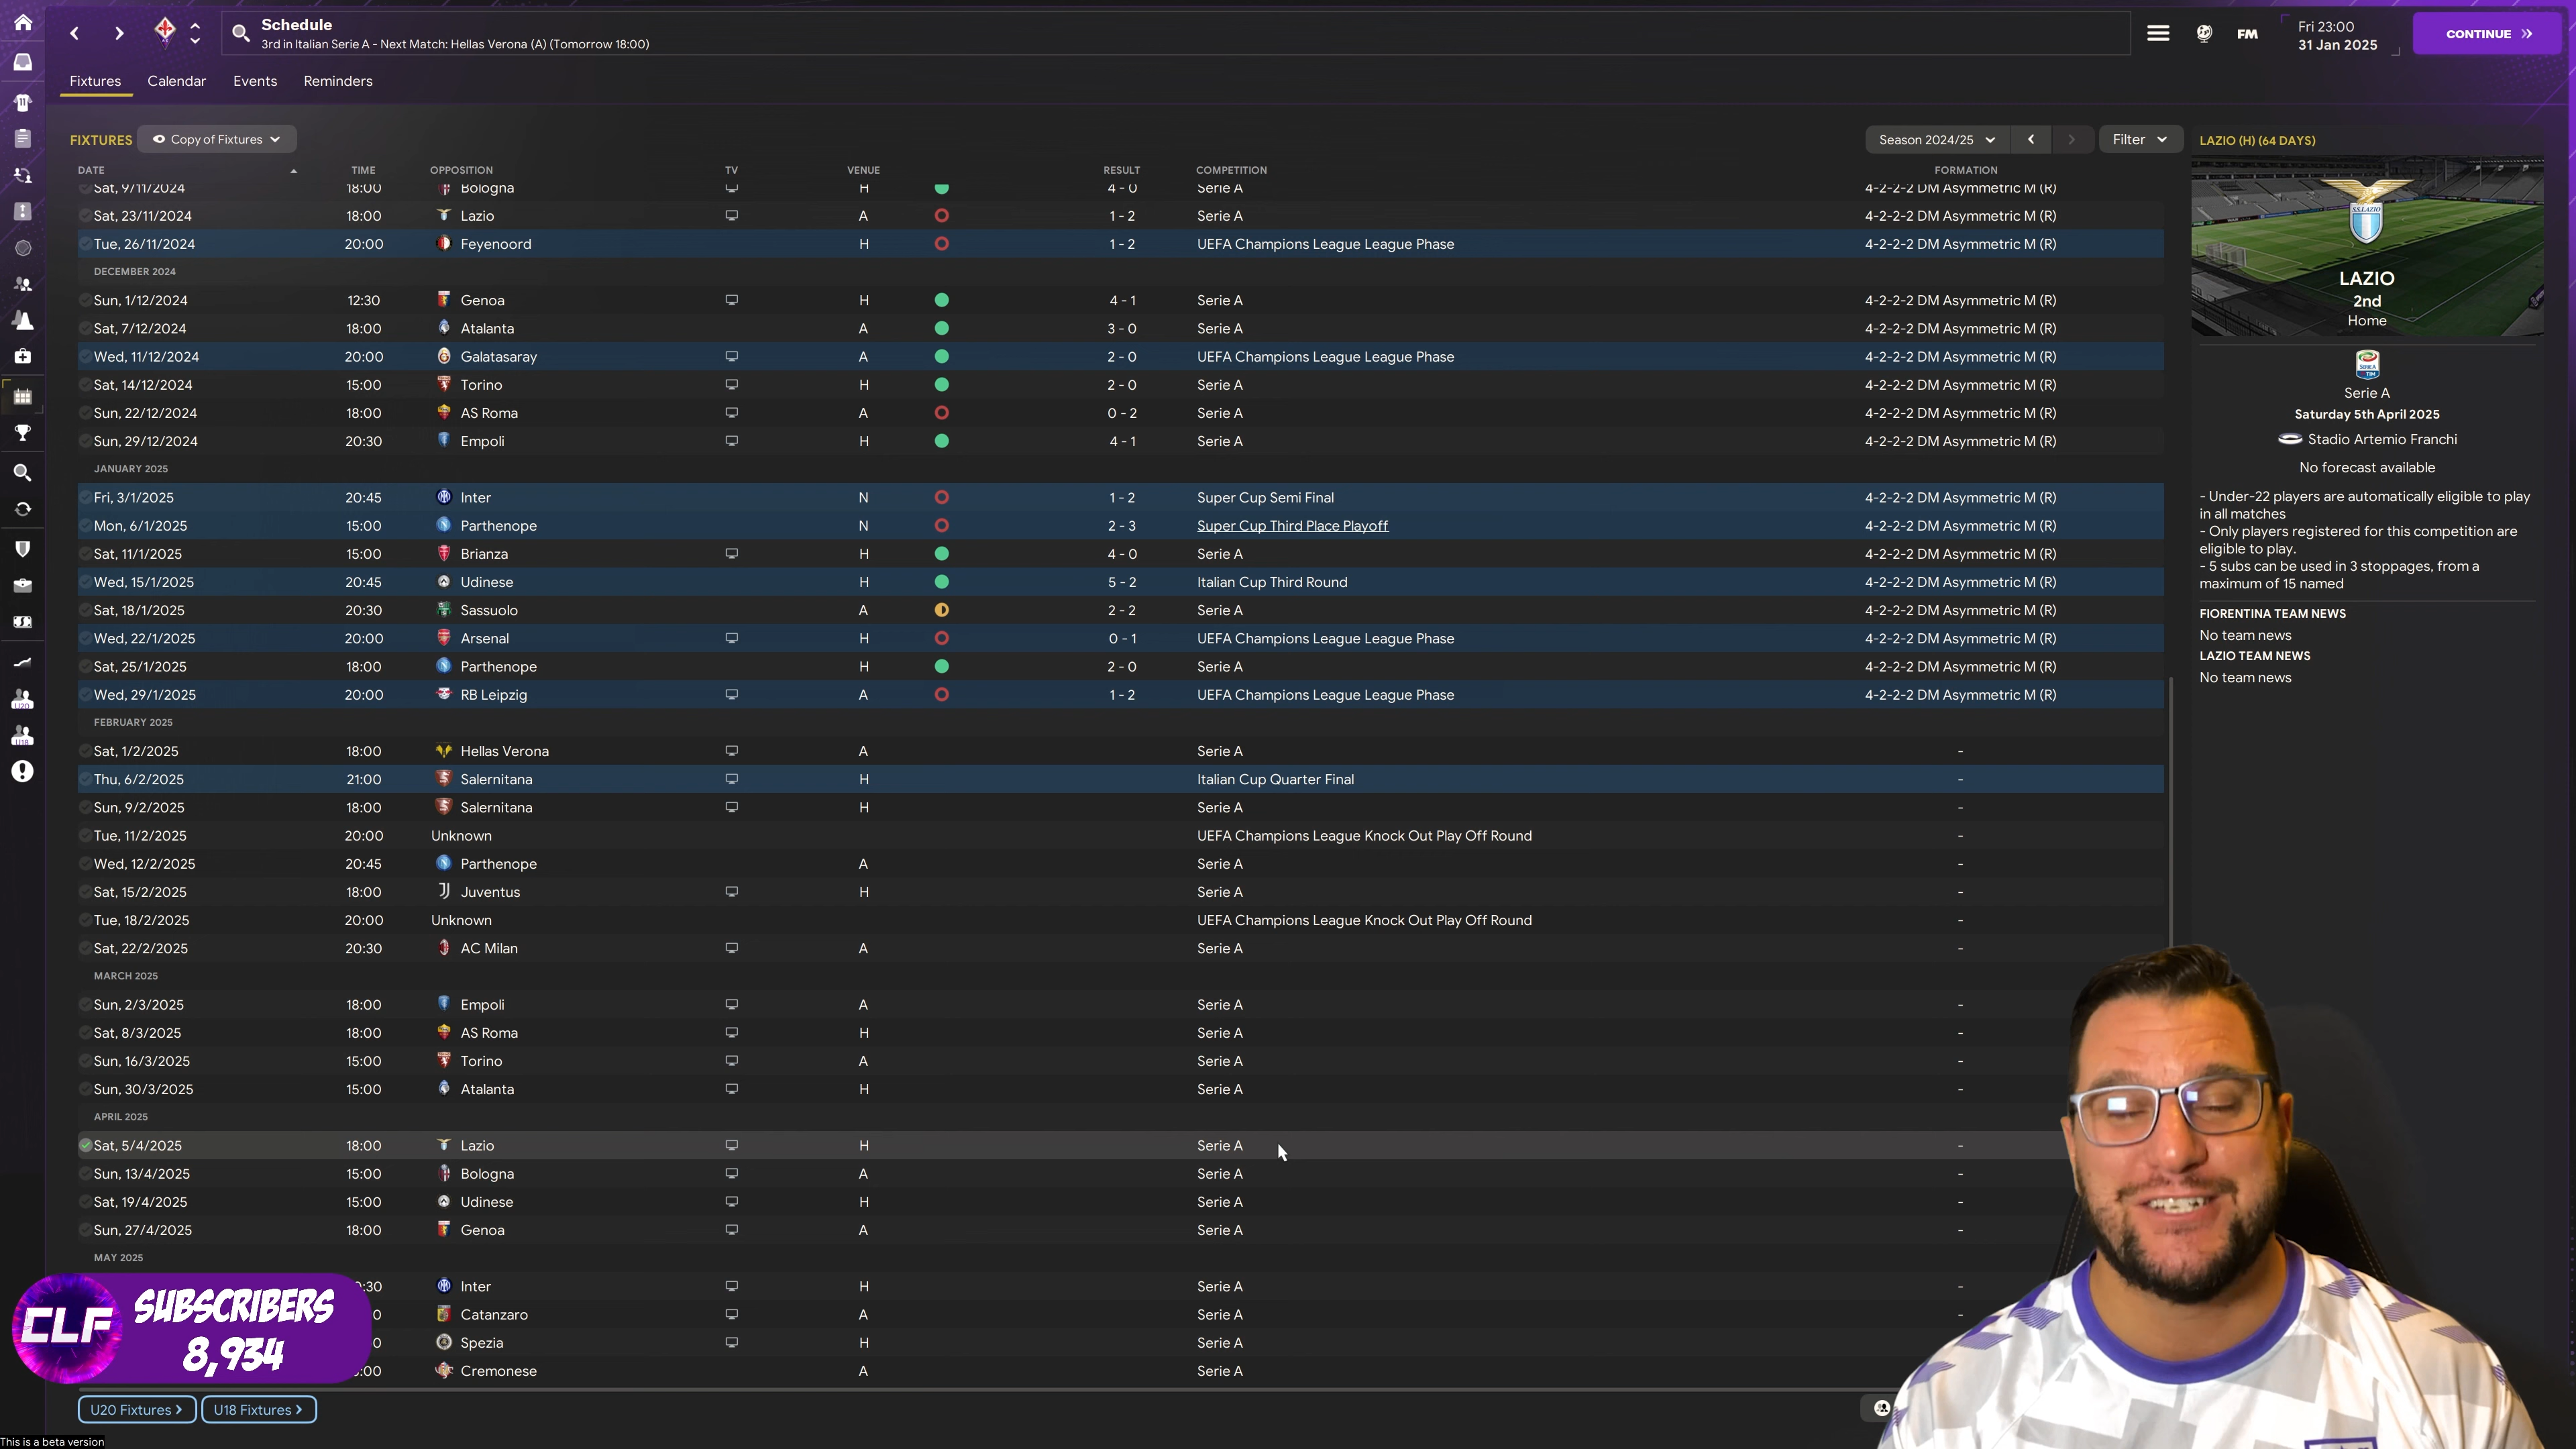 Schedule
3rd in Italian Serie A - Next Match: Hellas Verona (A) (Tomorrow 18:00)
FM
Fri 23:00
31 Jan 2025
CONTINUE
Fixtures Calendar Events Reminders
FIXTURES Copy of Fixtures Season 2024/25 Filter
DATE TIME OPPOSITION TV VENUE RESULT COMPETITION FORMATION
Sat, 9/11/2024 18:00 Bologna H 4 - 0 Serie A 4-2-2-2 DM Asymmetric M (R)
Sat, 23/11/2024 18:00 Lazio A 1 - 2 Serie A 4-2-2-2 DM Asymmetric M (R)
Tue, 26/11/2024 20:00 Feyenoord H 1 - 2 UEFA Champions League League Phase 4-2-2-2 DM Asymmetric M (R)
DECEMBER 2024
Sun, 1/12/2024 12:30 Genoa H 4 - 1 Serie A 4-2-2-2 DM Asymmetric M (R)
Sat, 7/12/2024 18:00 Atalanta A 3 - 0 Serie A 4-2-2-2 DM Asymmetric M (R)
Wed, 11/12/2024 20:00 Galatasaray A 2 - 0 UEFA Champions League League Phase 4-2-2-2 DM Asymmetric M (R)
Sat, 14/12/2024 15:00 Torino H 2 - 0 Serie A 4-2-2-2 DM Asymmetric M (R)
Sun, 22/12/2024 18:00 AS Roma A 0 - 2 Serie A 4-2-2-2 DM Asymmetric M (R)
Sun, 29/12/2024 20:30 Empoli H 4 - 1 Serie A 4-2-2-2 DM Asymmetric M (R)
JANUARY 2025
Fri, 3/1/2025 20:45 Inter N 1 - 2 Super Cup Semi Final 4-2-2-2 DM Asymmetric M (R)
Mon, 6/1/2025 15:00 Parthenope N 2 - 3 Super Cup Third Place Playoff 4-2-2-2 DM Asymmetric M (R)
Sat, 11/1/2025 15:00 Brianza H 4 - 0 Serie A 4-2-2-2 DM Asymmetric M (R)
Wed, 15/1/2025 20:45 Udinese H 5 - 2 Italian Cup Third Round 4-2-2-2 DM Asymmetric M (R)
Sat, 18/1/2025 20:30 Sassuolo A 2 - 2 Serie A 4-2-2-2 DM Asymmetric M (R)
Wed, 22/1/2025 20:00 Arsenal H 0 - 1 UEFA Champions League League Phase 4-2-2-2 DM Asymmetric M (R)
Sat, 25/1/2025 18:00 Parthenope H 2 - 0 Serie A 4-2-2-2 DM Asymmetric M (R)
Wed, 29/1/2025 20:00 RB Leipzig A 1 - 2 UEFA Champions League League Phase 4-2-2-2 DM Asymmetric M (R)
FEBRUARY 2025
Sat, 1/2/2025 18:00 Hellas Verona A Serie A -
Thu, 6/2/2025 21:00 Salernitana H Italian Cup Quarter Final -
Sun, 9/2/2025 18:00 Salernitana H Serie A -
Tue, 11/2/2025 20:00 Unknown UEFA Champions League Knock Out Play Off Round -
Wed, 12/2/2025 20:45 Parthenope A Serie A -
Sat, 15/2/2025 18:00 Juventus H Serie A -
Tue, 18/2/2025 20:00 Unknown UEFA Champions League Knock Out Play Off Round -
Sat, 22/2/2025 20:30 AC Milan A Serie A -
MARCH 2025
Sun, 2/3/2025 18:00 Empoli A Serie A -
Sat, 8/3/2025 18:00 AS Roma H Serie A -
Sun, 16/3/2025 15:00 Torino A Serie A -
Sun, 30/3/2025 15:00 Atalanta H Serie A -
APRIL 2025
Sat, 5/4/2025 18:00 Lazio H Serie A -
Sun, 13/4/2025 15:00 Bologna A Serie A -
Sat, 19/4/2025 15:00 Udinese H Serie A -
Sun, 27/4/2025 18:00 Genoa A Serie A -
MAY 2025
:30 Inter H Serie A -
0 Catanzaro A Serie A -
0 Spezia H Serie A -
:00 Cremonese A Serie A
U20 Fixtures U18 Fixtures
This is a beta version
CLF
SUBSCRIBERS
8,934
U20
U18
LAZIO (H) (64 DAYS)
S.S.LAZIO
LAZIO
2nd
Home
Serie A
Saturday 5th April 2025
Stadio Artemio Franchi
No forecast available
- Under-22 players are automatically eligible to play
in all matches
- Only players registered for this competition are
eligible to play.
- 5 subs can be used in 3 stoppages, from a
maximum of 15 named
FIORENTINA TEAM NEWS
No team news
LAZIO TEAM NEWS
No team news